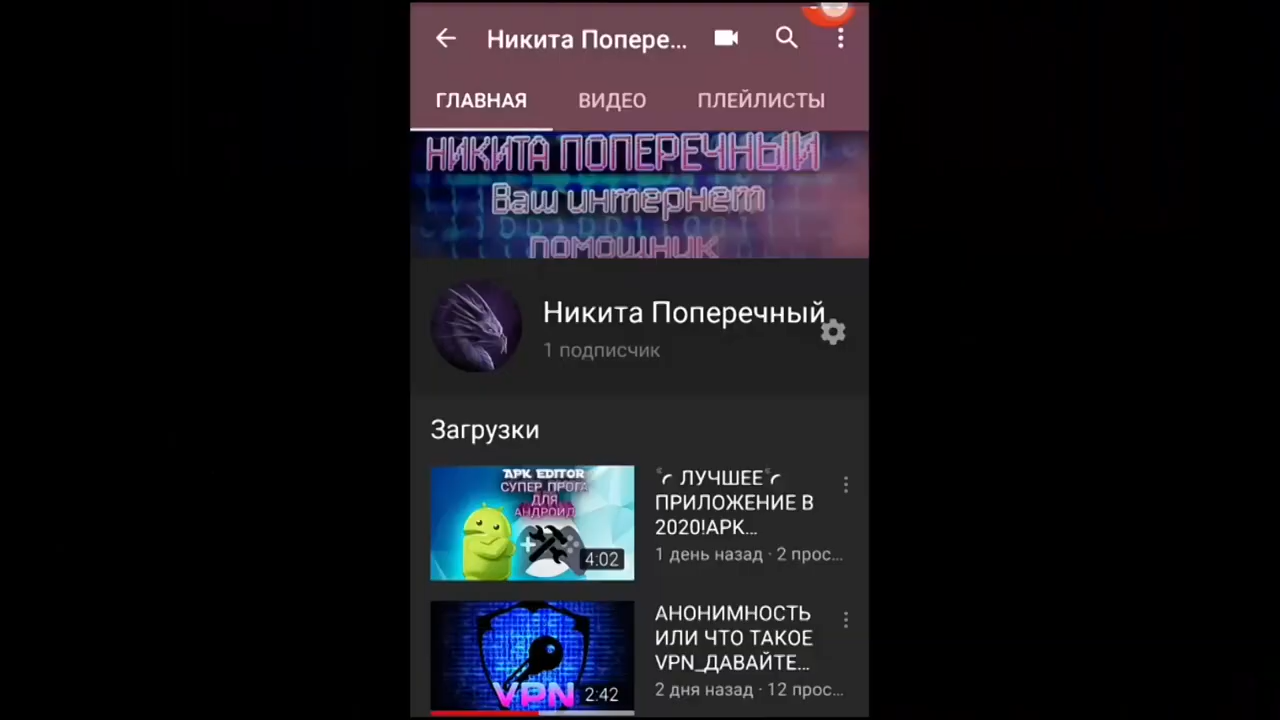 Никита Попере...
ГЛАВНАЯ ВИДЕО ПЛЕЙЛИСТЫ
НИКИТА ПОПЕРЕЧНЫЙ
Ваш интернет
помощник
Никита Поперечный
1 подписчик
Загрузки
APK EDITOR
СУПЕР ПРОГА
ДЛЯ
АНДРОЙД
4:02
ЛУЧШЕЕ
ПРИЛОЖЕНИЕ В
2020!APK...
1 день назад · 2 прос...
VPN
2:42
АНОНИМНОСТЬ
ИЛИ ЧТО ТАКОЕ
VPN_ДАВАЙТЕ...
2 дня назад · 12 прос...